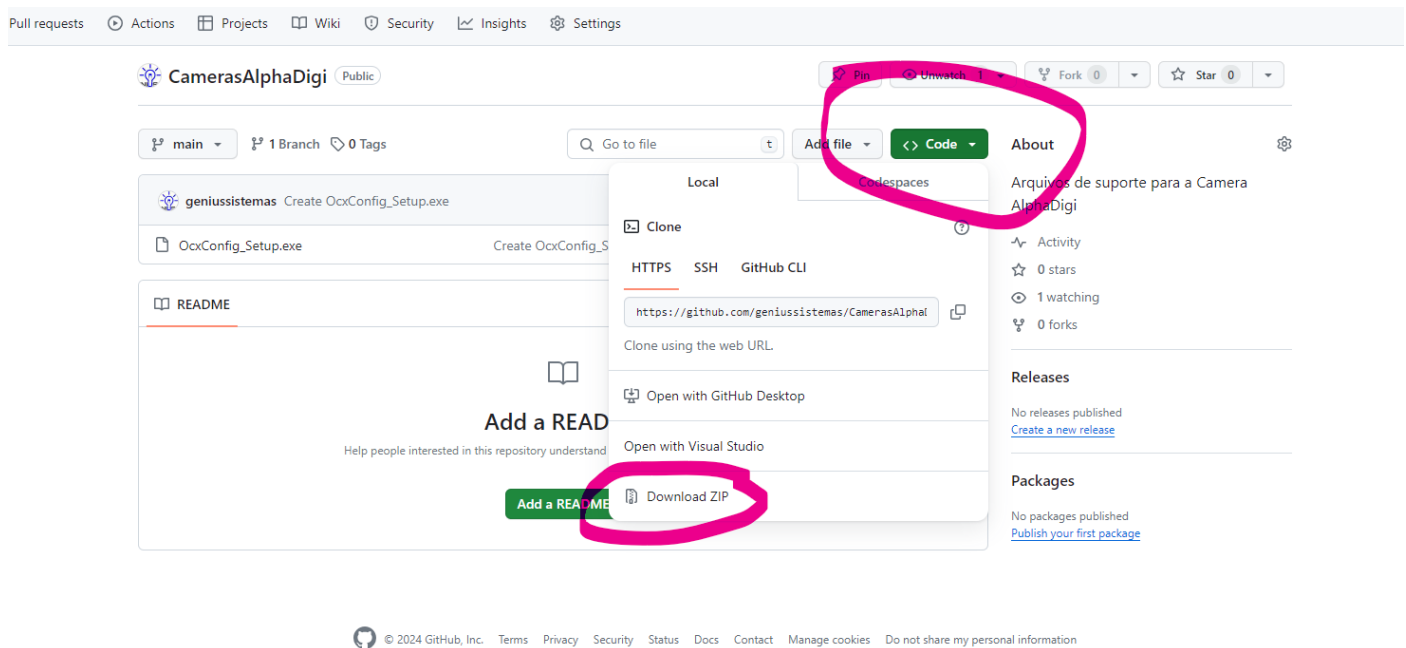 Pull requests Actions Projects Wiki Security Insights Settings
CamerasAlphaDigi Public Pin Unwatch 1 Fork 0 Star 0
main 1 Branch 0 Tags Go to file t Add file <> Code
geniussistemas Create OcxConfig_Setup.exe
OcxConfig_Setup.exe Create OcxConfig_S
README
Add a READ
Help people interested in this repository understand
Add a README
Local Codespaces
Clone
HTTPS SSH GitHub CLI
https://github.com/geniussistemas/CamerasAlphaD
Clone using the web URL.
Open with GitHub Desktop
Open with Visual Studio
Download ZIP
About
Arquivos de suporte para a Camera
AlphaDigi
Activity
0 stars
1 watching
0 forks
Releases
No releases published
Create a new release
Packages
No packages published
Publish your first package
© 2024 GitHub, Inc. Terms Privacy Security Status Docs Contact Manage cookies Do not share my personal information